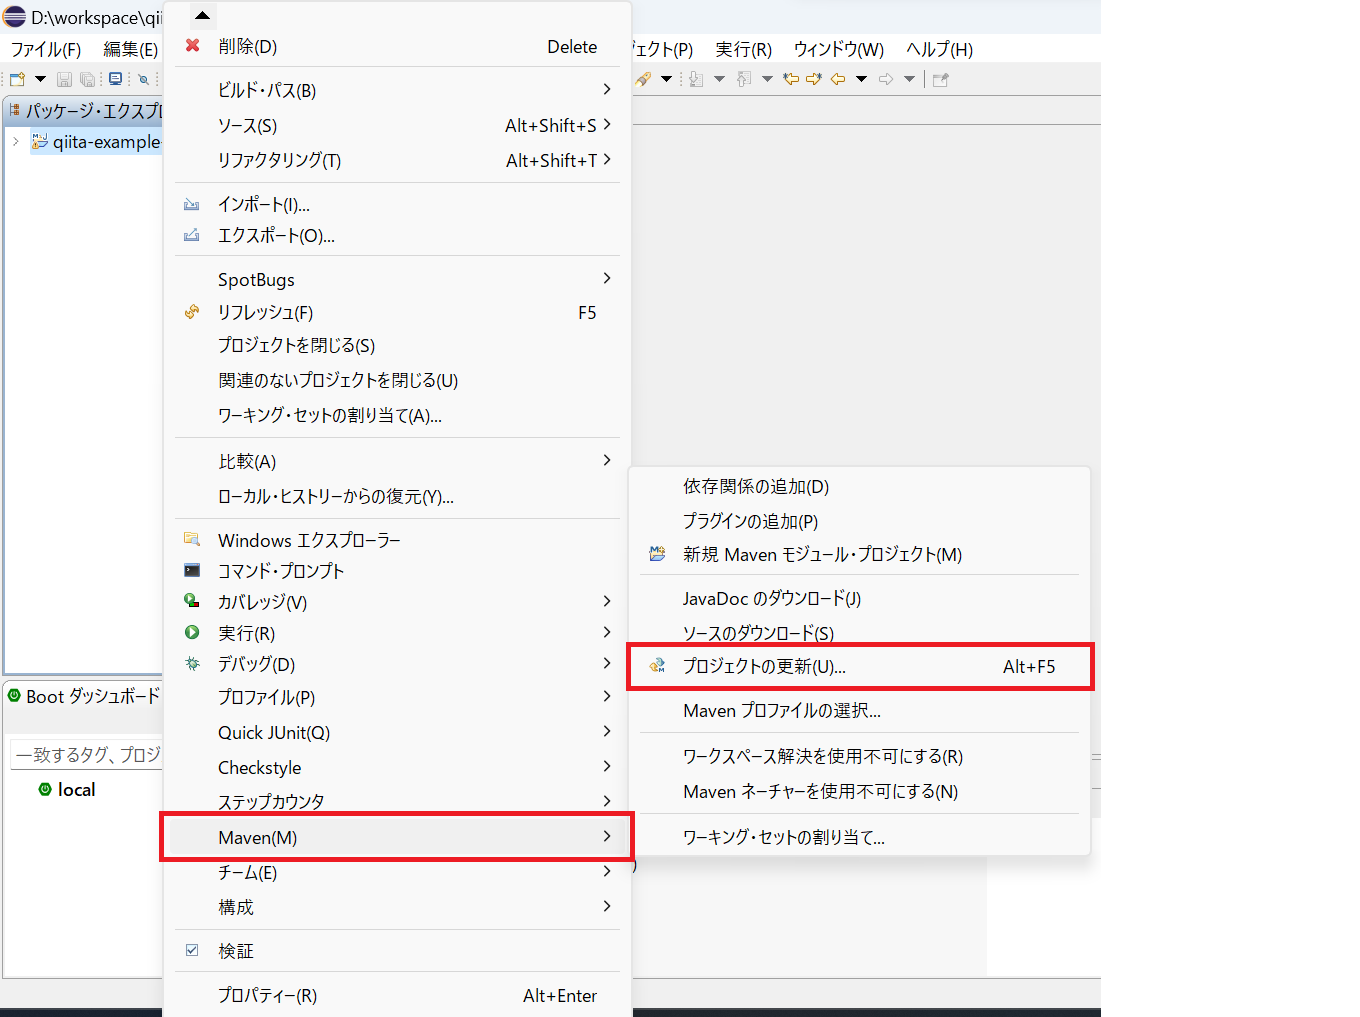 D:\workspace\qii
ファイル(F) 編集(E) ェクト(P) 実行(R) ウィンドウ(W) ヘルプ(H)
パッケージ・エクスプロ
qiita-example-
Boot ダッシュボード
一致するタグ、プロジ
local
削除(D) Delete
ビルド・パス(B)
ソース(S) Alt+Shift+S
リファクタリング(T) Alt+Shift+T
インポート(I)...
エクスポート(O)...
SpotBugs
リフレッシュ(F) F5
プロジェクトを閉じる(S)
関連のないプロジェクトを閉じる(U)
ワーキング・セットの割り当て(A)...
比較(A)
ローカル・ヒストリーからの復元(Y)...
Windows エクスプローラー
コマンド・プロンプト
カバレッジ(V)
実行(R)
デバッグ(D)
プロファイル(P)
Quick JUnit(Q)
Checkstyle
ステップカウンタ
Maven(M)
チーム(E)
構成
検証
プロパティー(R) Alt+Enter
依存関係の追加(D)
プラグインの追加(P)
新規 Maven モジュール・プロジェクト(M)
JavaDoc のダウンロード(J)
ソースのダウンロード(S)
プロジェクトの更新(U)... Alt+F5
Maven プロファイルの選択...
ワークスペース解決を使用不可にする(R)
Maven ネーチャーを使用不可にする(N)
ワーキング・セットの割り当て...
)